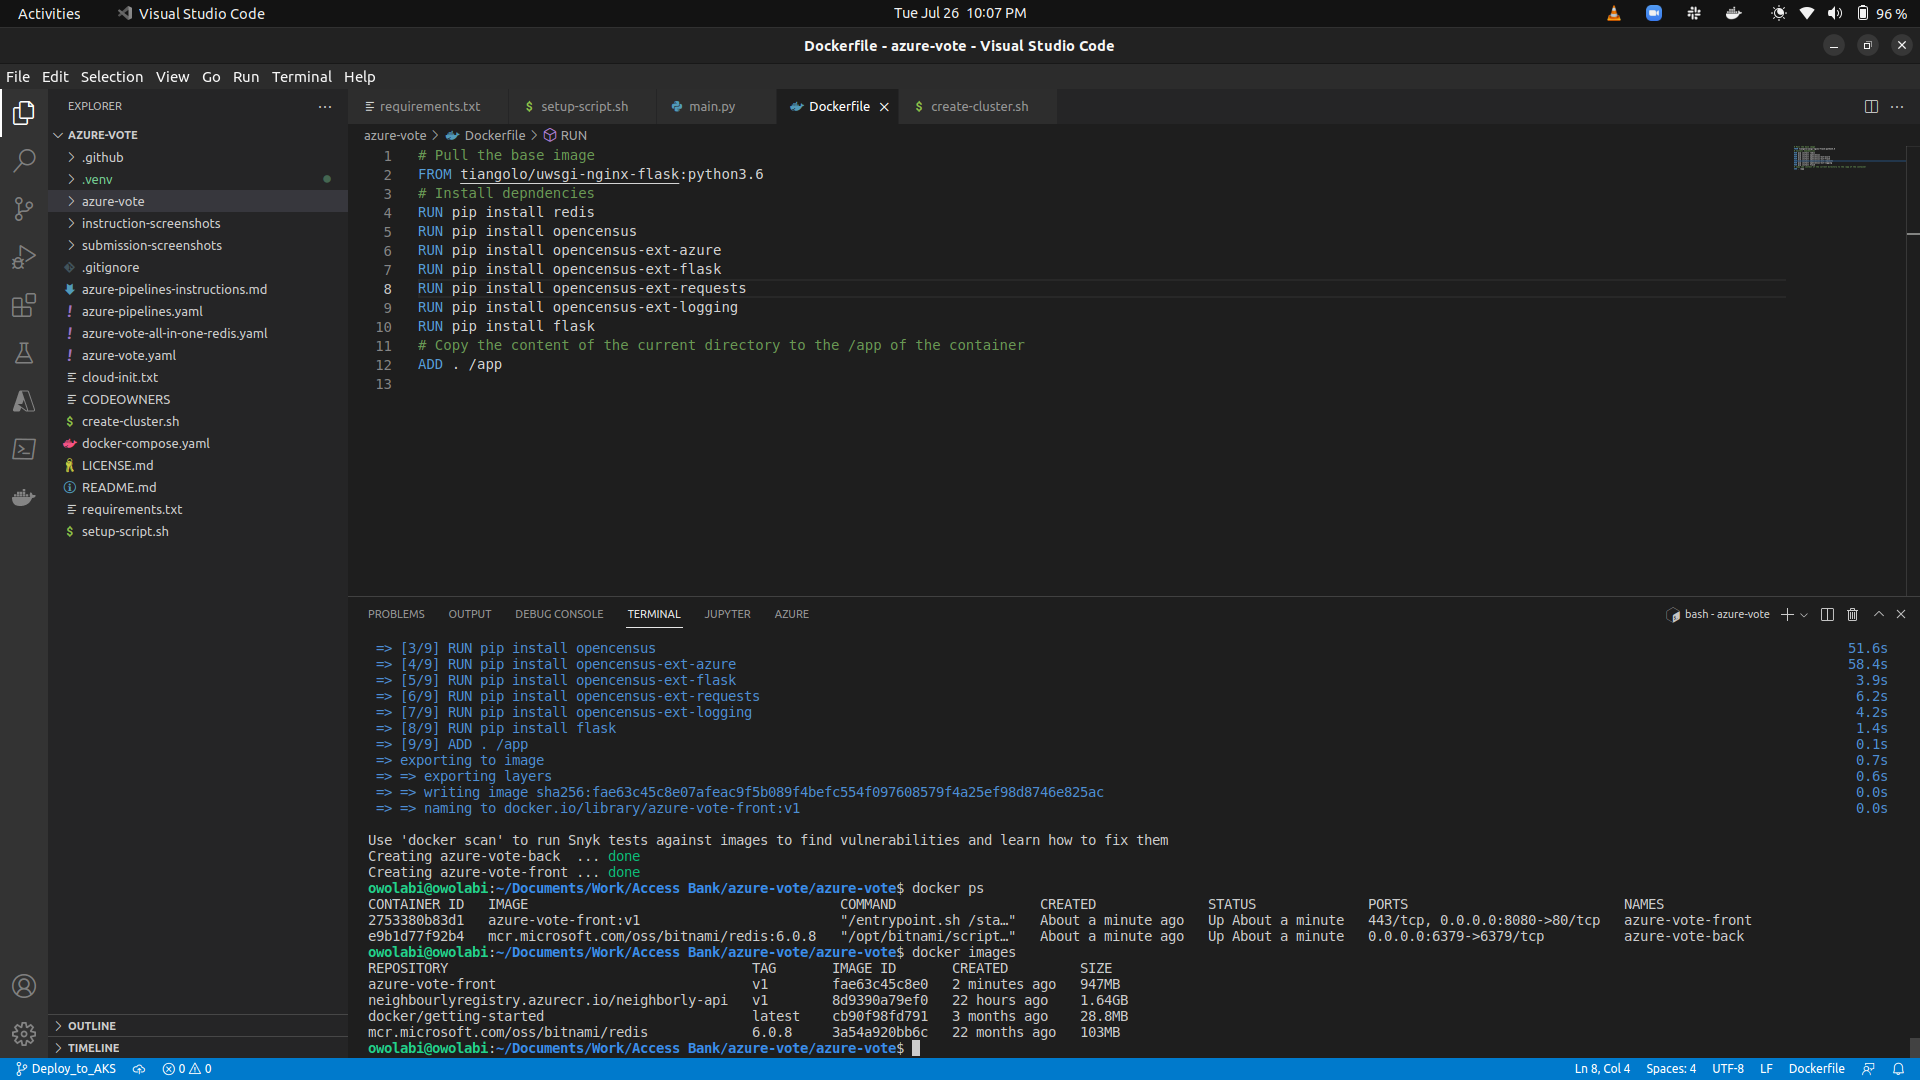 Activities
Visual Studio Code
Tue Jul 26 10:07 PM
96 %
Dockerfile - azure-vote - Visual Studio Code
File Edit Selection View Go Run Terminal Help
EXPLORER
requirements.txt
setup-script.sh
main.py
Dockerfile
create-cluster.sh
AZURE-VOTE
.github
.venv
azure-vote
instruction-screenshots
submission-screenshots
.gitignore
azure-pipelines-instructions.md
azure-pipelines.yaml
azure-vote-all-in-one-redis.yaml
azure-vote.yaml
cloud-init.txt
CODEOWNERS
create-cluster.sh
docker-compose.yaml
LICENSE.md
README.md
requirements.txt
setup-script.sh
OUTLINE
TIMELINE
azure-vote > Dockerfile > RUN
1 # Pull the base image
2 FROM tiangolo/uwsgi-nginx-flask:python3.6
3 # Install depndencies
4 RUN pip install redis
5 RUN pip install opencensus
6 RUN pip install opencensus-ext-azure
7 RUN pip install opencensus-ext-flask
8 RUN pip install opencensus-ext-requests
9 RUN pip install opencensus-ext-logging
10 RUN pip install flask
11 # Copy the content of the current directory to the /app of the container
12 ADD . /app
13
PROBLEMS OUTPUT DEBUG CONSOLE TERMINAL JUPYTER AZURE
bash - azure-vote
=> [3/9] RUN pip install opencensus 51.6s
=> [4/9] RUN pip install opencensus-ext-azure 58.4s
=> [5/9] RUN pip install opencensus-ext-flask 3.9s
=> [6/9] RUN pip install opencensus-ext-requests 6.2s
=> [7/9] RUN pip install opencensus-ext-logging 4.2s
=> [8/9] RUN pip install flask 1.4s
=> [9/9] ADD . /app 0.1s
=> exporting to image 0.7s
=> => exporting layers 0.6s
=> => writing image sha256:fae63c45c8e07afeac9f5b089f4befc554f097608579f4a25ef98d8746e825ac 0.0s
=> => naming to docker.io/library/azure-vote-front:v1 0.0s
Use 'docker scan' to run Snyk tests against images to find vulnerabilities and learn how to fix them
Creating azure-vote-back ... done
Creating azure-vote-front ... done
owolabi@owolabi:~/Documents/Work/Access Bank/azure-vote/azure-vote$ docker ps
CONTAINER ID IMAGE COMMAND CREATED STATUS PORTS NAMES
2753380b83d1 azure-vote-front:v1 "/entrypoint.sh /sta…" About a minute ago Up About a minute 443/tcp, 0.0.0.0:8080->80/tcp azure-vote-front
e9b1d77f92b4 mcr.microsoft.com/oss/bitnami/redis:6.0.8 "/opt/bitnami/script…" About a minute ago Up About a minute 0.0.0.0:6379->6379/tcp azure-vote-back
owolabi@owolabi:~/Documents/Work/Access Bank/azure-vote/azure-vote$ docker images
REPOSITORY TAG IMAGE ID CREATED SIZE
azure-vote-front v1 fae63c45c8e0 2 minutes ago 947MB
neighbourlyregistry.azurecr.io/neighborly-api v1 8d9390a79ef0 22 hours ago 1.64GB
docker/getting-started latest cb90f98fd791 3 months ago 28.8MB
mcr.microsoft.com/oss/bitnami/redis 6.0.8 3a54a920bb6c 22 months ago 103MB
owolabi@owolabi:~/Documents/Work/Access Bank/azure-vote/azure-vote$
Deploy_to_AKS 0 0
Ln 8, Col 4 Spaces: 4 UTF-8 LF Dockerfile